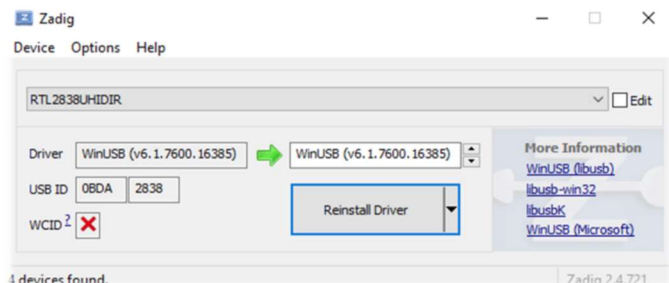 Zadig
Device Options Help
RTL2838UHIDIR
Edit
Driver WinUSB (v6.1.7600.16385) WinUSB (v6.1.7600.16385)
USB ID 0BDA 2838
WCID ?
Reinstall Driver
More Information
WinUSB (libusb)
libusb-win32
libusbK
WinUSB (Microsoft)
4 devices found.
Zadig 2.4.721